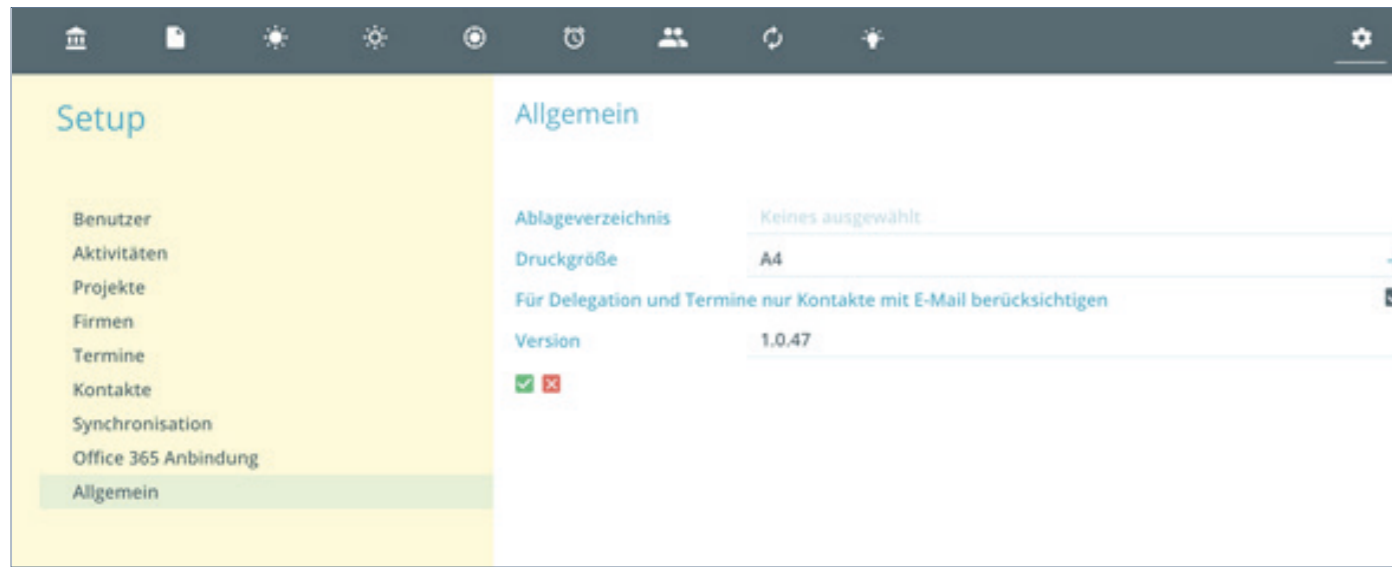 Setup
Benutzer
Aktivitäten
Projekte
Firmen
Termine
Kontakte
Synchronisation
Office 365 Anbindung
Allgemein
Allgemein
Ablageverzeichnis Keines ausgewählt
Druckgröße A4
Für Delegation und Termine nur Kontakte mit E-Mail berücksichtigen
Version 1.0.47